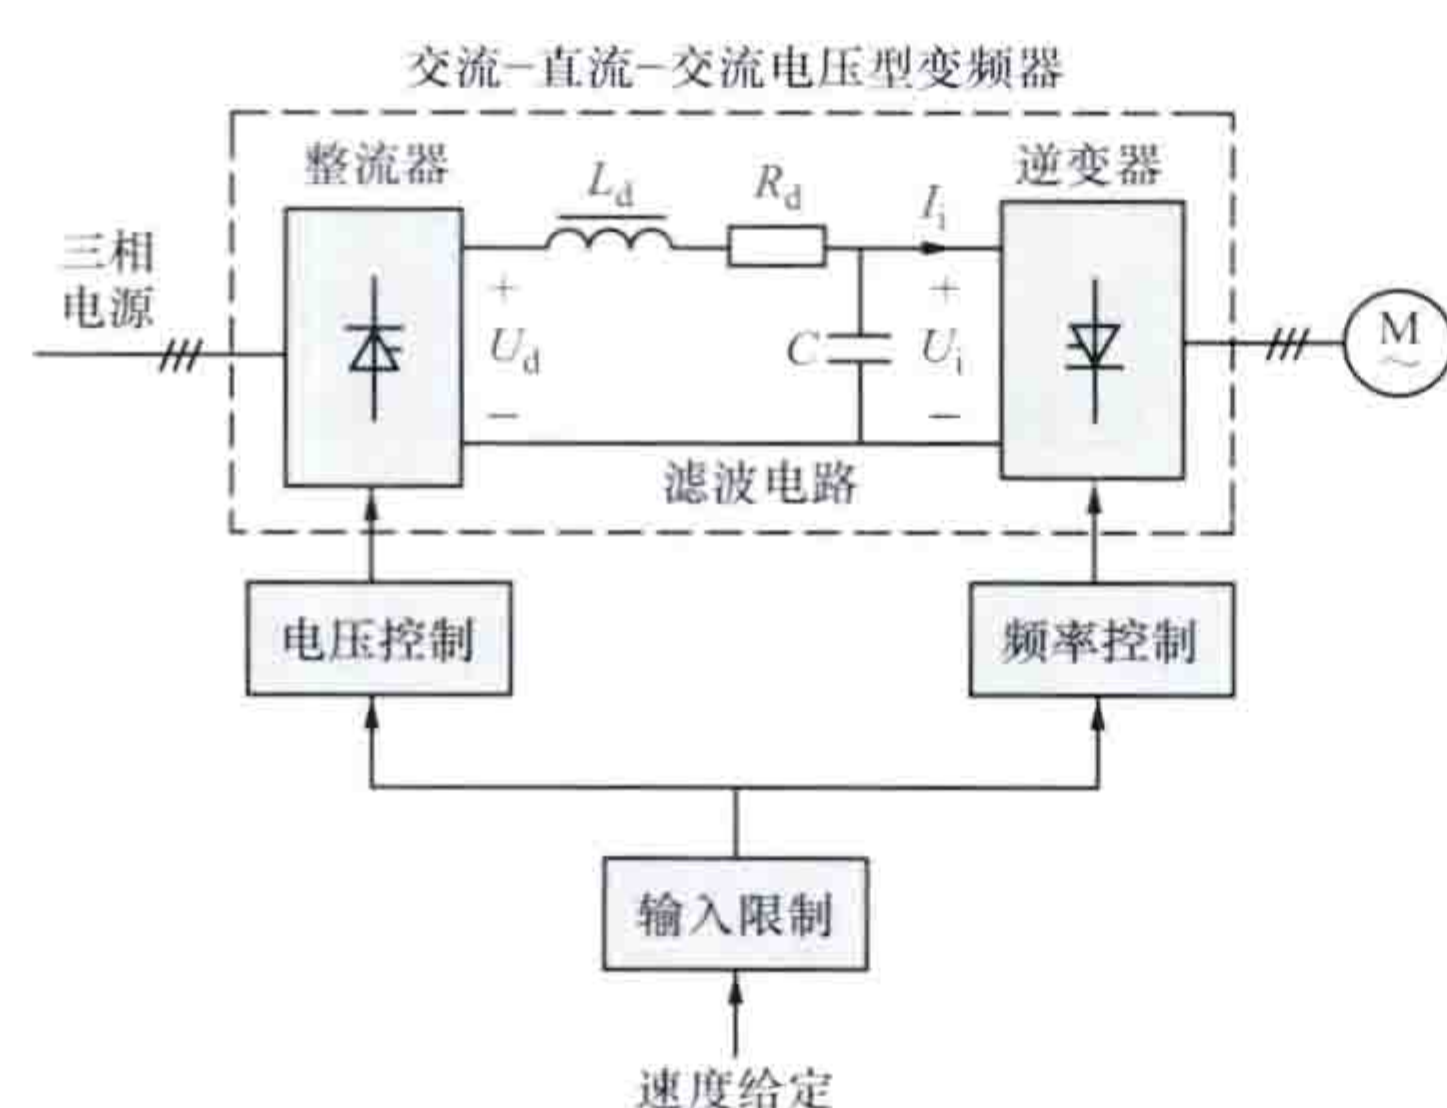 交流-直流-交流电压型变频器
整流器
L_d
R_d
I_i
逆变器
三相
电源
+
U_d
−
C
+
U_i
−
M
~
滤波电路
电压控制
频率控制
输入限制
速度给定